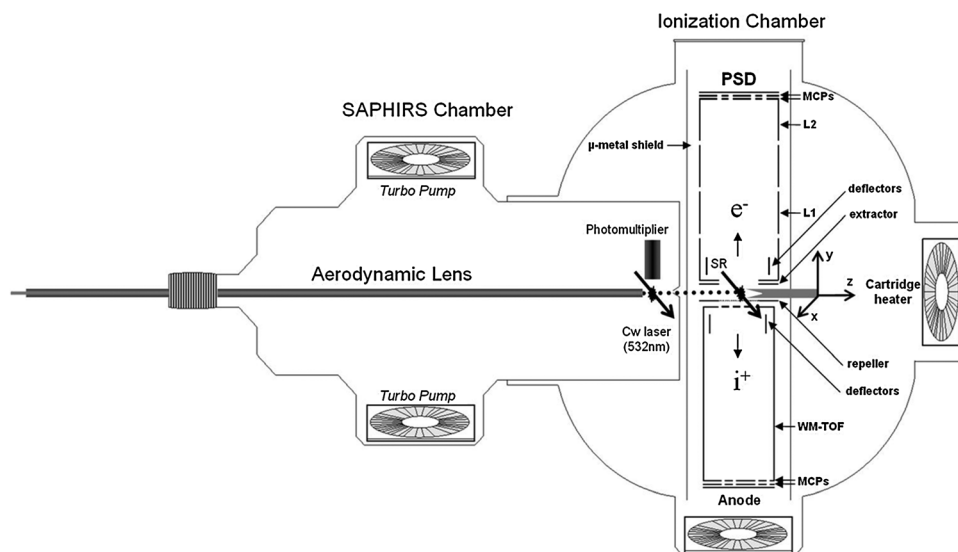 Ionization Chamber
PSD
MCPs
SAPHIRS Chamber
L2
µ-metal shield
Turbo Pump
deflectors
e-
L1
extractor
Photomultiplier
SR
y
Aerodynamic Lens
z
Cartridge
heater
x
Cw laser
(532nm)
repeller
i+
deflectors
Turbo Pump
WM-TOF
MCPs
Anode